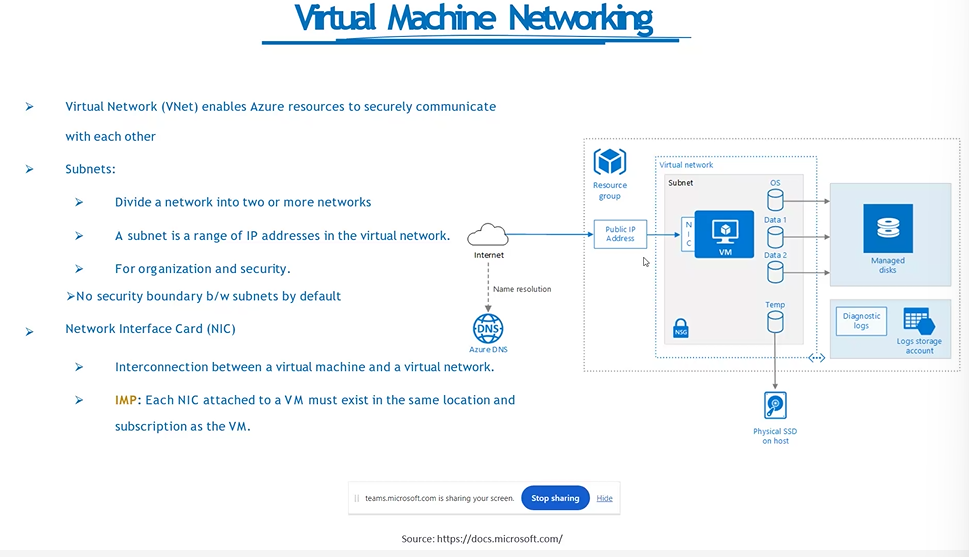 Virtual Machine Networking
Virtual Network (VNet) enables Azure resources to securely communicate
with each other
Subnets:
Divide a network into two or more networks
A subnet is a range of IP addresses in the virtual network.
For organization and security.
No security boundary b/w subnets by default
Network Interface Card (NIC)
Interconnection between a virtual machine and a virtual network.
IMP: Each NIC attached to a VM must exist in the same location and
subscription as the VM.
Internet
Name resolution
DNS
Azure DNS
Resource
group
Public IP
Address
Virtual network
Subnet
N
I
C
VM
OS
Data 1
Data 2
Temp
NSG
Managed
disks
Diagnostic
logs
Logs storage
account
Physical SSD
on host
teams.microsoft.com is sharing your screen.
Stop sharing
Hide
Source: https://docs.microsoft.com/